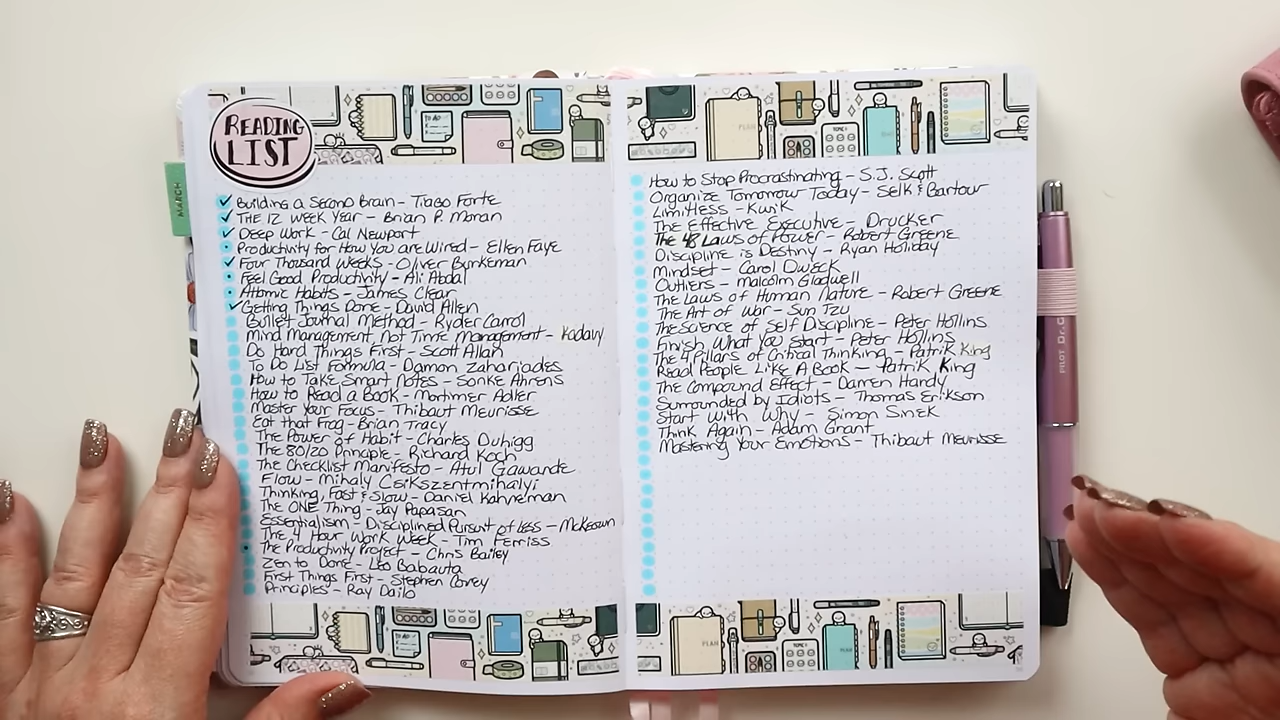 READING
LIST
MARCH
Building a Second Brain - Tiago Forte
THE 12 WEEK YEAR - Brian P. Moran
Deep Work - Cal Newport
Productivity for How You are Wired - Ellen Faye
Four Thousand Weeks - Oliver Burkeman
Feel Good Productivity - Ali Abdal
Atomic Habits - James Clear
Getting Things Done - David Allen
Bullet Journal Method - Ryder Carrol
Mind Management Not Time Management - Kadavy
Do Hard Things First - Scott Allan
To Do List Formula - Damon Zahariades
How to Take Smart Notes - Sonke Ahrens
How to Read a Book - Mortimer Adler
Master Your Focus - Thibaut Meurisse
Eat that Frog - Brian Tracy
The Power of Habit - Charles Duhigg
The 80/20 Principle - Richard Koch
The Checklist Manifesto - Atul Gawande
Flow - Mihaly Csikszentmihalyi
Thinking, Fast & Slow - Daniel Kahneman
The ONE Thing - Jay Papasan
Essentialism - Disciplined Pursuit of Less - McKeown
The 4 Hour Work Week - Tim Ferriss
The Productivity Project - Chris Bailey
Zen to Done - Leo Babauta
First Things First - Stephen Covey
Principles - Ray Dailo
How to Stop Procrastinating - S.J. Scott
Organize Tomorrow Today - Selk & Bartour
Limitless - Kwik
The Effective Executive - Drucker
The 48 Laws of Power - Robert Greene
Discipline is Destiny - Ryan Holiday
Mindset - Carol Dweck
Outliers - Malcolm Gladwell
The Laws of Human Nature - Robert Greene
The Art of War - Sun Tzu
The Science of Self Discipline - Peter Hollins
Finish What You Start - Peter Hollins
The 4 Pillars of Critical Thinking - Patrik King
Read People Like A Book - Patrik King
The Compound Effect - Darren Hardy
Surrounded by Idiots - Thomas Erikson
Start With Why - Simon Sinek
Think Again - Adam Grant
Mastering Your Emotions - Thibaut Meurisse
TO DO
PLAN
PILOT Dr.G
TO DO
PLAN